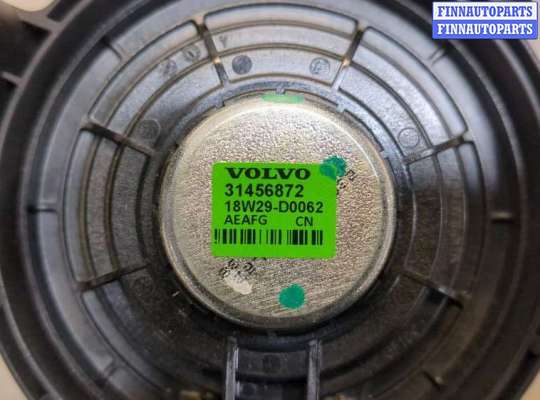 FINNAUTOPARTS
FINNAUTOPARTS
VOLVO
31456872
18W29-D0062
AEAFG CN